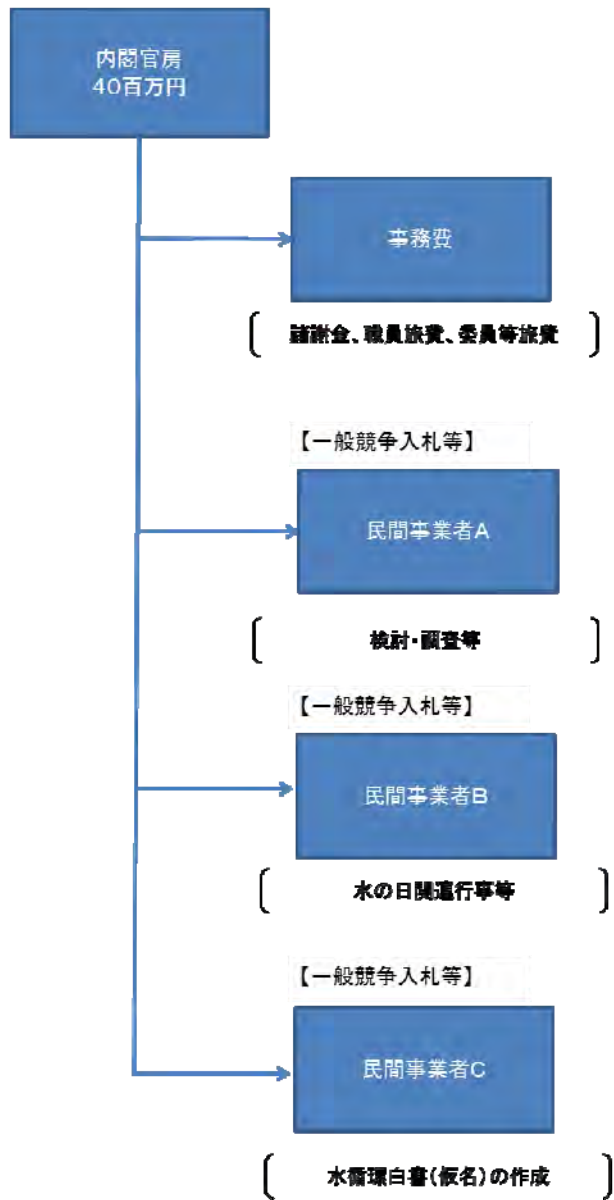 内閣官房
40百万円
事務費
〔 諸謝金、職員旅費、委員等旅費 〕
【一般競争入札等】
民間事業者A
〔 検討・調査等 〕
【一般競争入札等】
民間事業者B
〔 水の日関連行事等 〕
【一般競争入札等】
民間事業者C
〔 水循環白書(仮名)の作成 〕